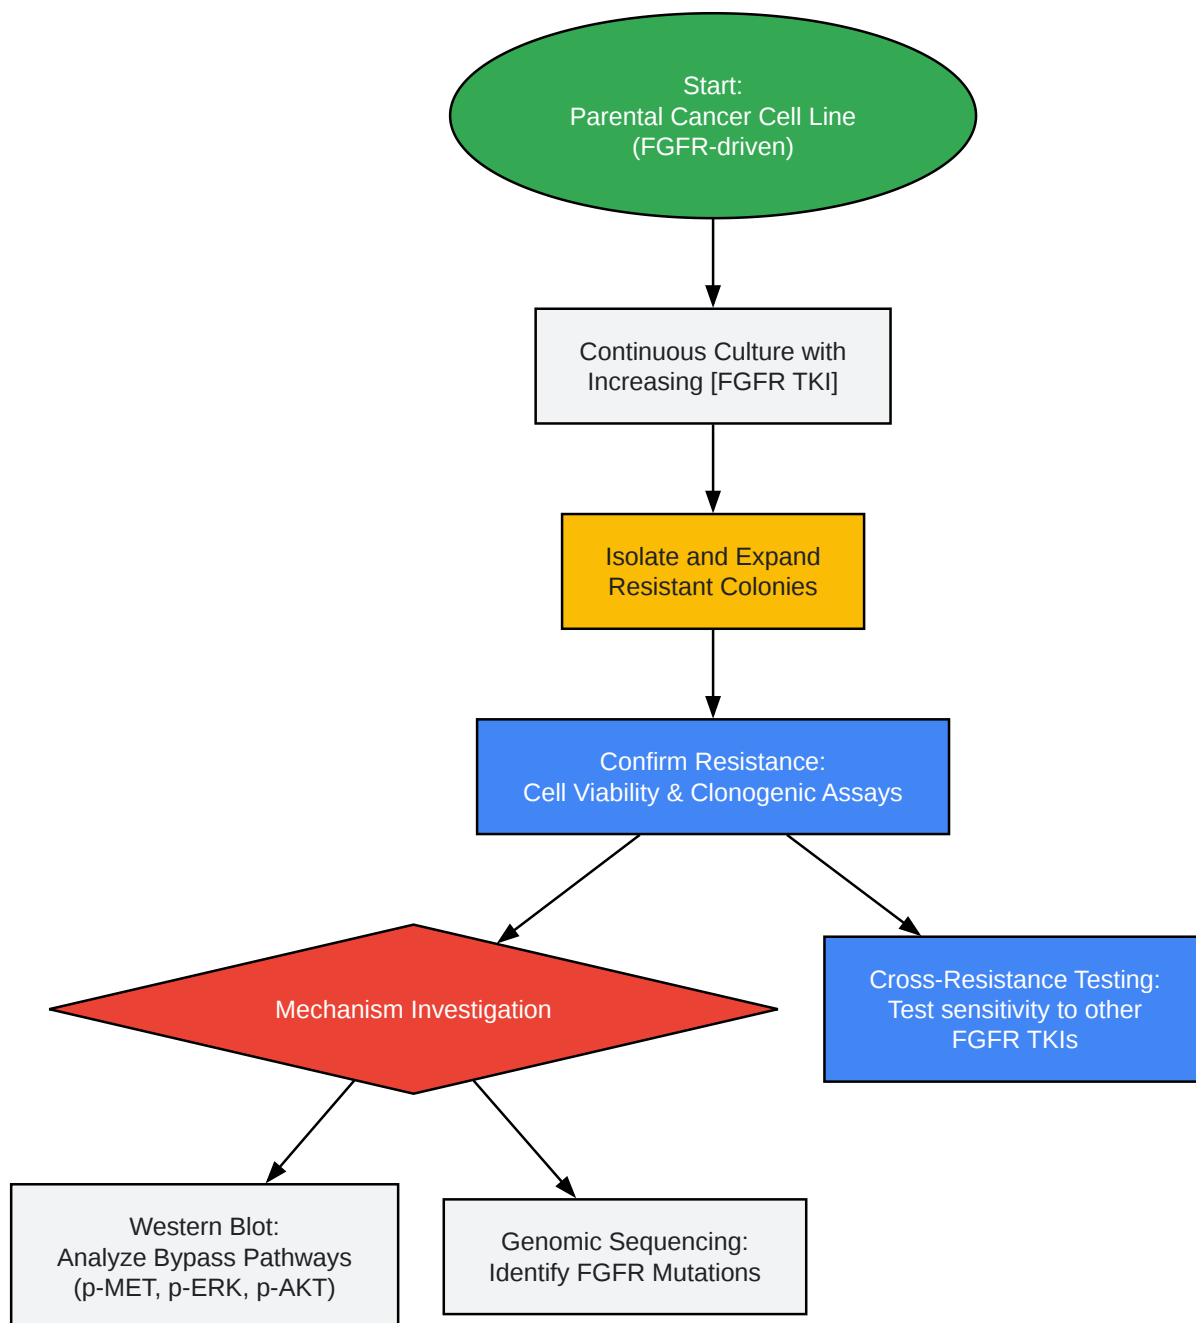 Start:
Parental Cancer Cell Line
(FGFR-driven)
Continuous Culture with
Increasing [FGFR TKI]
Isolate and Expand
Resistant Colonies
Confirm Resistance:
Cell Viability & Clonogenic Assays
Mechanism Investigation
Cross-Resistance Testing:
Test sensitivity to other
FGFR TKIs
Western Blot:
Analyze Bypass Pathways
(p-MET, p-ERK, p-AKT)
Genomic Sequencing:
Identify FGFR Mutations